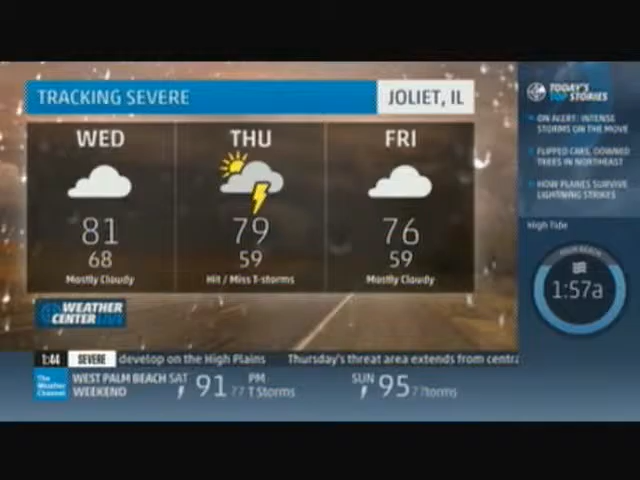 TRACKING SEVERE
JOLIET, IL
WED
THU
FRI
81
79
76
68
59
59
Mostly Cloudy
Hit / Miss T-storms
Mostly Cloudy
WEATHER
CENTER LIVE
TODAY'S
TOP STORIES
ON ALERT: INTENSE
STORMS ON THE MOVE
FLIPPED CARS, DOWNED
TREES IN NORTHEAST
HOW PLANES SURVIVE
LIGHTNING STRIKES
High Tide
BEACH
1:57a
1:44
SEVERE
develop on the High Plains
Thursday's threat area extends from centra
The
Weather
Channel
WEST PALM BEACH
WEEKEND
SAT
91
77
PM
T Storms
SUN
95
77